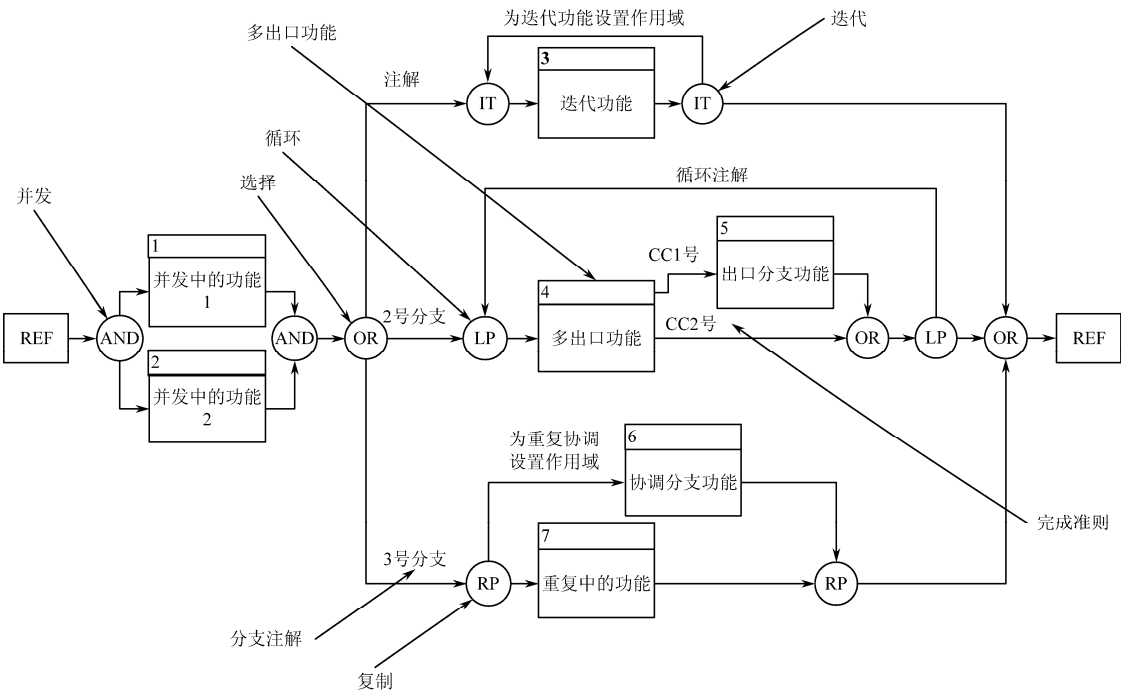 为迭代功能设置作用域
迭代
多出口功能
3
注解
IT
迭代功能
IT
循环
循环注解
选择
并发
5
1
CC1号
出口分支功能
并发中的功能
1
4
2号分支
CC2号
REF
AND
AND
OR
LP
多出口功能
OR
LP
OR
REF
2
并发中的功能
2
6
为重复协调
设置作用域
协调分支功能
完成准则
7
3号分支
RP
重复中的功能
RP
分支注解
复制